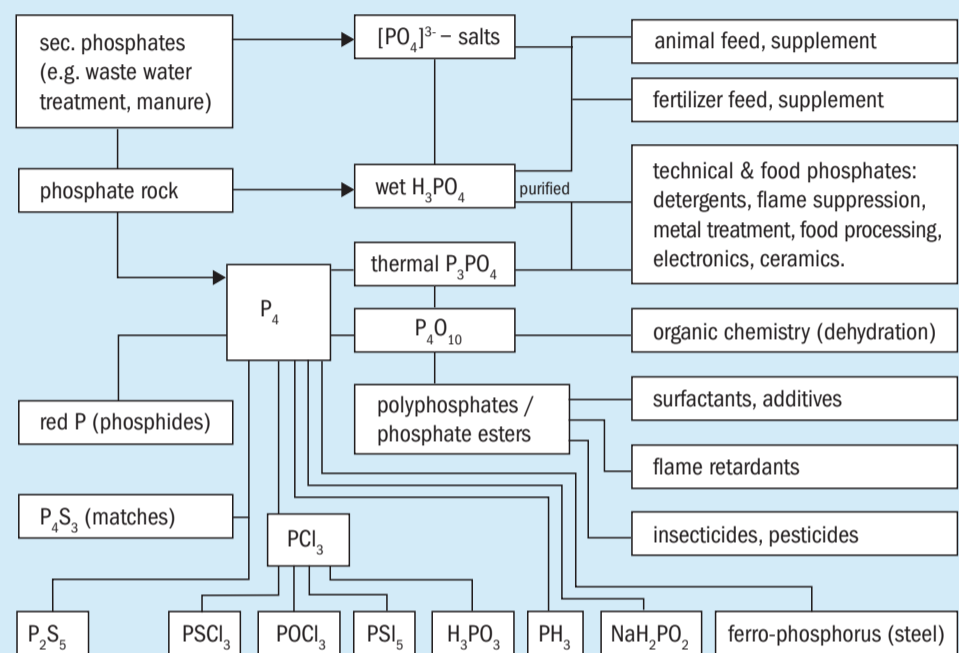 sec. phosphates
(e.g. waste water
treatment, manure)
[PO₄]³⁻ – salts
animal feed, supplement
fertilizer feed, supplement
phosphate rock
wet H₃PO₄
purified
technical & food phosphates:
detergents, flame suppression,
metal treatment, food processing,
electronics, ceramics.
thermal P₃PO₄
P₄
P₄O₁₀
organic chemistry (dehydration)
red P (phosphides)
polyphosphates /
phosphate esters
surfactants, additives
flame retardants
P₄S₃ (matches)
PCl₃
insecticides, pesticides
P₂S₅
PSCl₃
POCl₃
PSI₅
H₃PO₃
PH₃
NaH₂PO₂
ferro-phosphorus (steel)